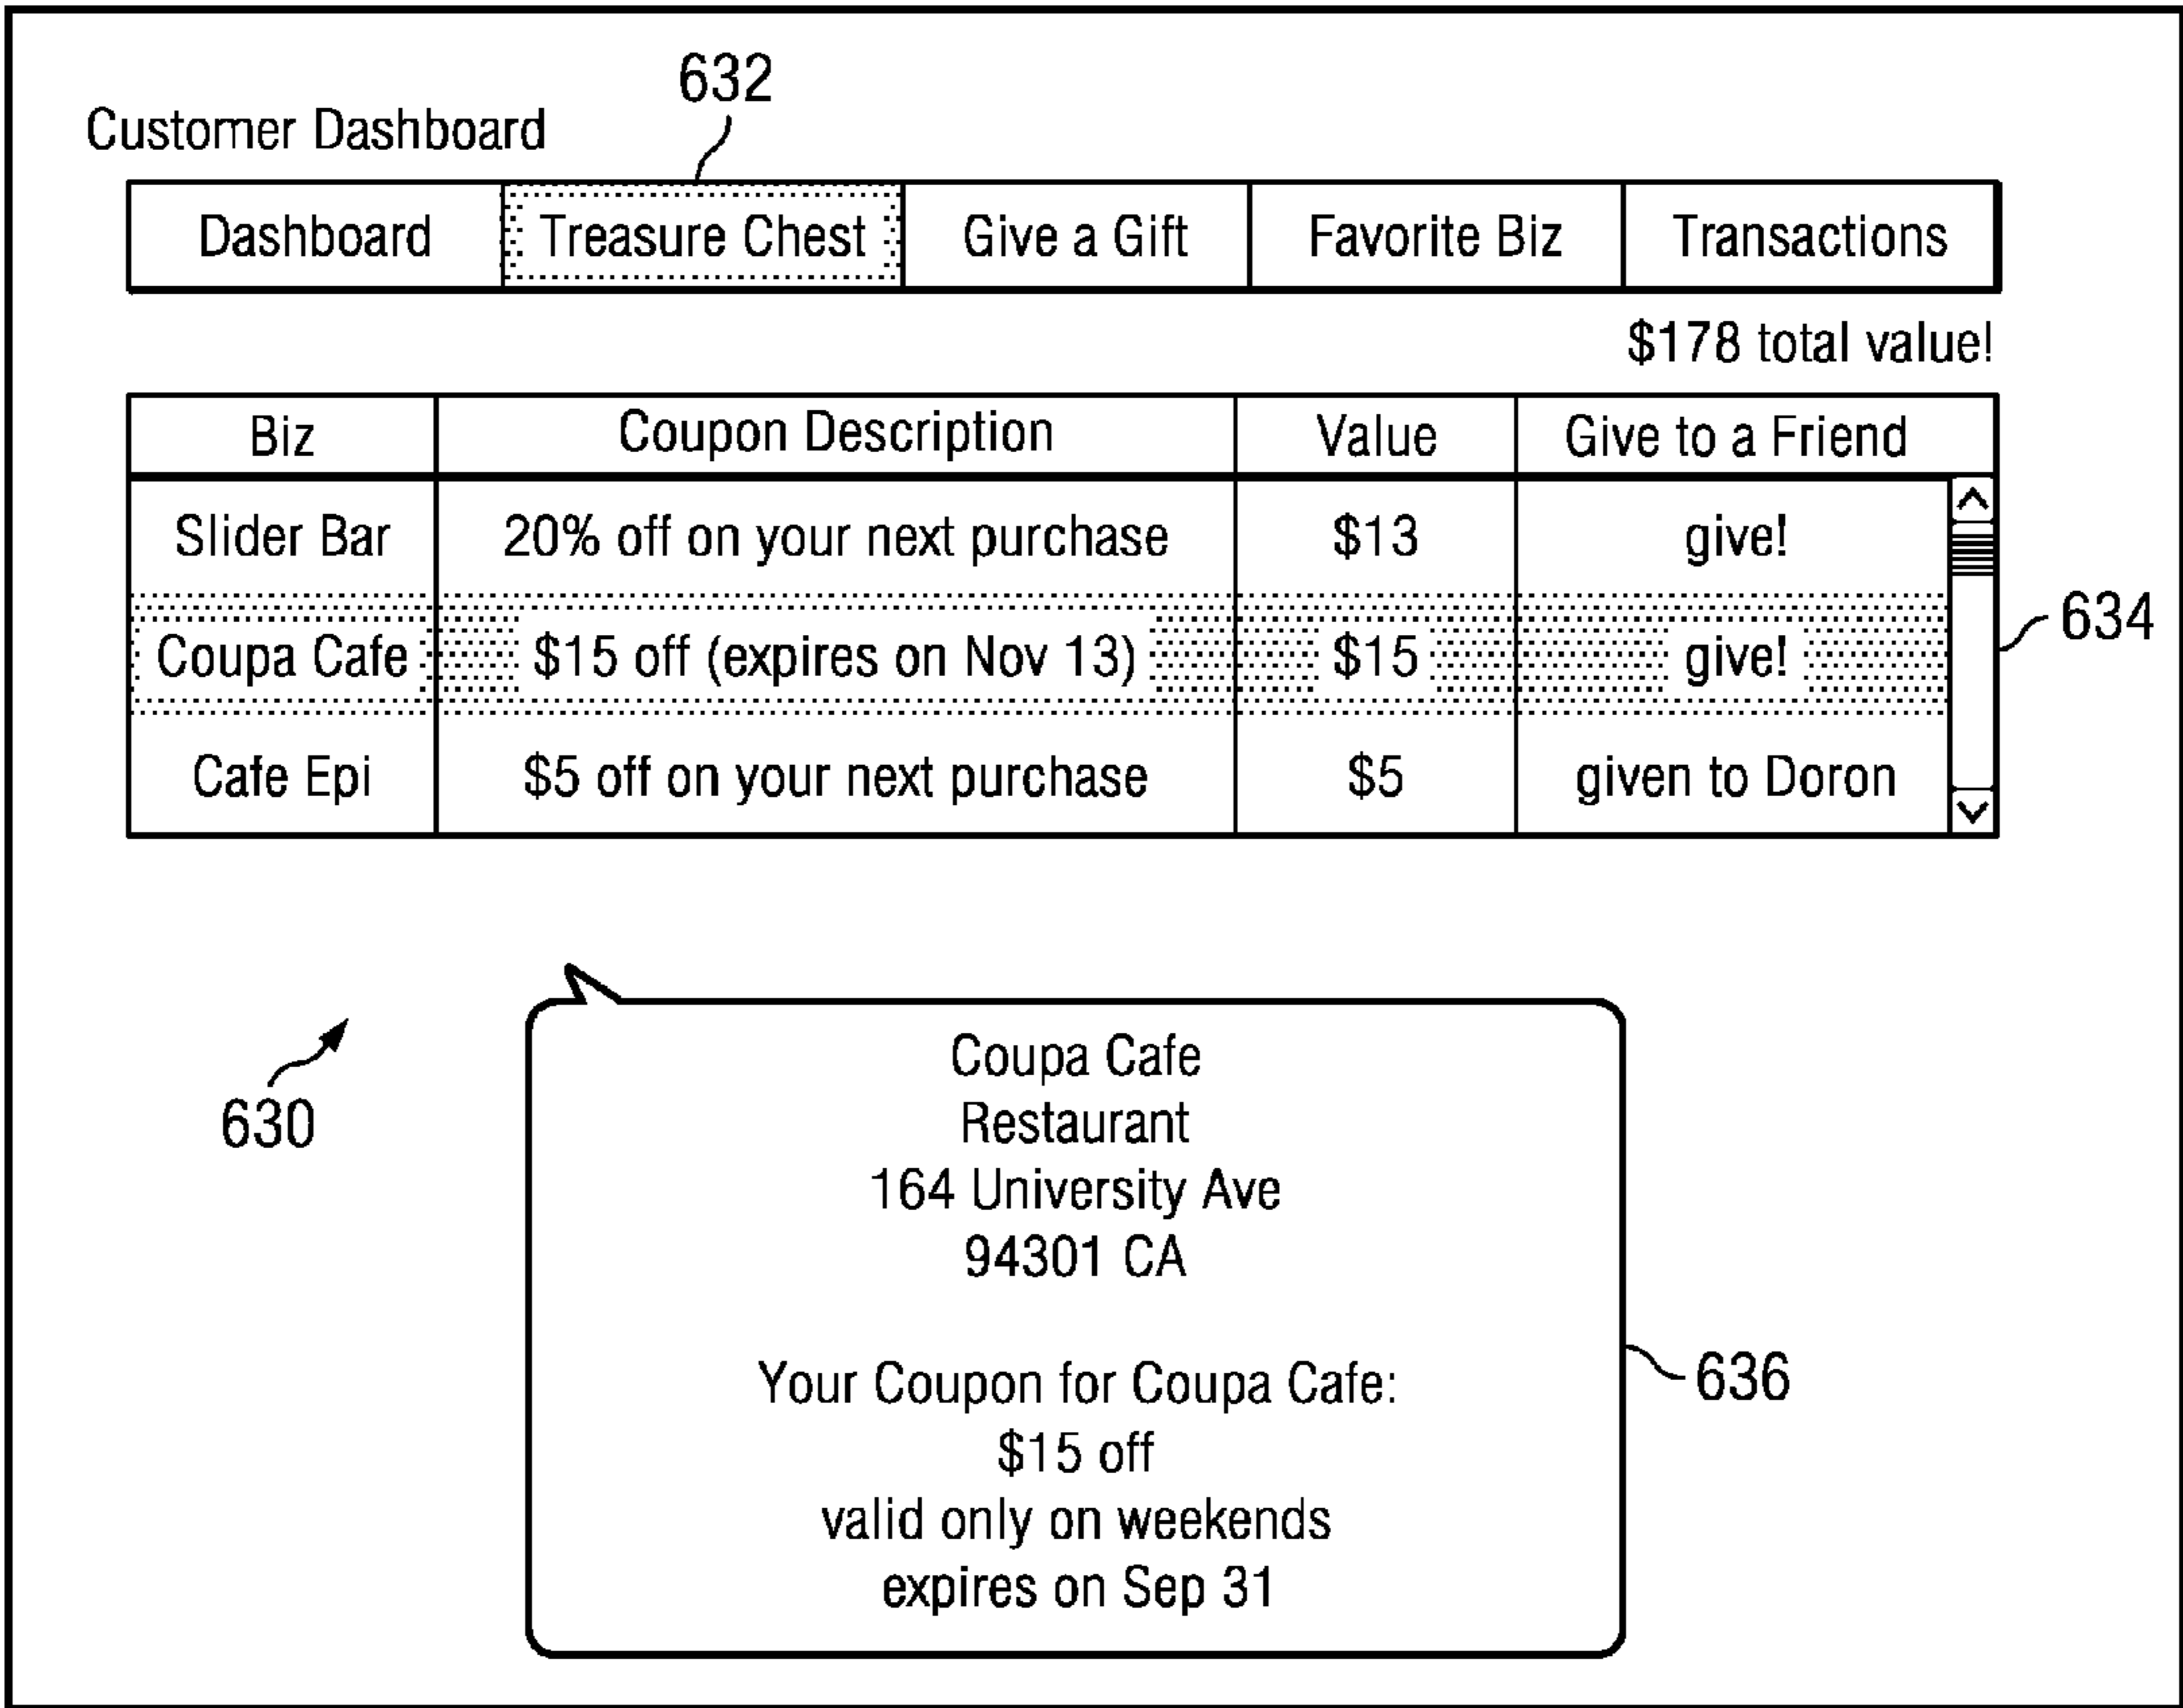 632
Customer Dashboard
Dashboard Treasure Chest Give a Gift Favorite Biz Transactions
$178 total value!
Biz Coupon Description Value Give to a Friend
Slider Bar 20% off on your next purchase $13 give!
Coupa Cafe $15 off (expires on Nov 13) $15 give!
634
Cafe Epi $5 off on your next purchase $5 given to Doron
630
Coupa Cafe
Restaurant
164 University Ave
94301 CA
Your Coupon for Coupa Cafe:
636
$15 off
valid only on weekends
expires on Sep 31